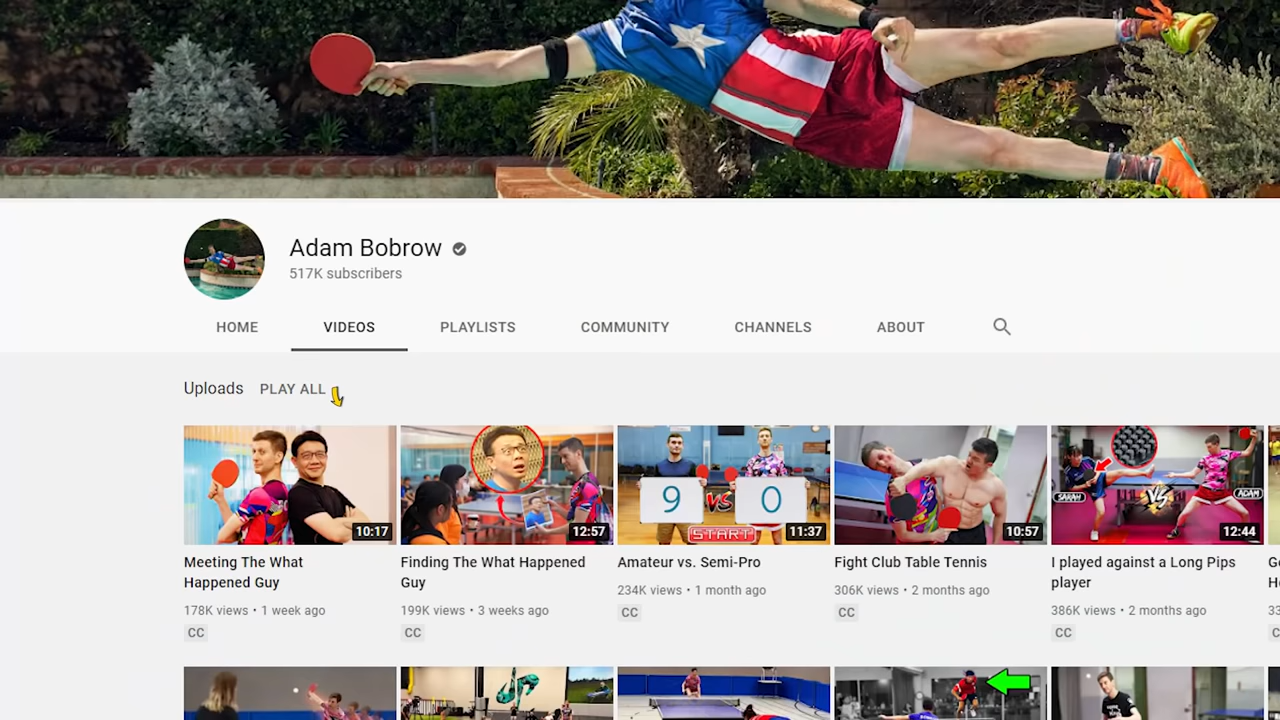 Adam Bobrow
517K subscribers
HOME VIDEOS PLAYLISTS COMMUNITY CHANNELS ABOUT
Uploads PLAY ALL
10:17
12:57
9 VS 0
START
11:37
10:57
SARAH VS ADAM
12:44
Meeting The What
Happened Guy
178K views • 1 week ago
CC
Finding The What Happened
Guy
199K views • 3 weeks ago
CC
Amateur vs. Semi-Pro
234K views • 1 month ago
CC
Fight Club Table Tennis
306K views • 2 months ago
CC
I played against a Long Pips
player
386K views • 2 months ago
CC